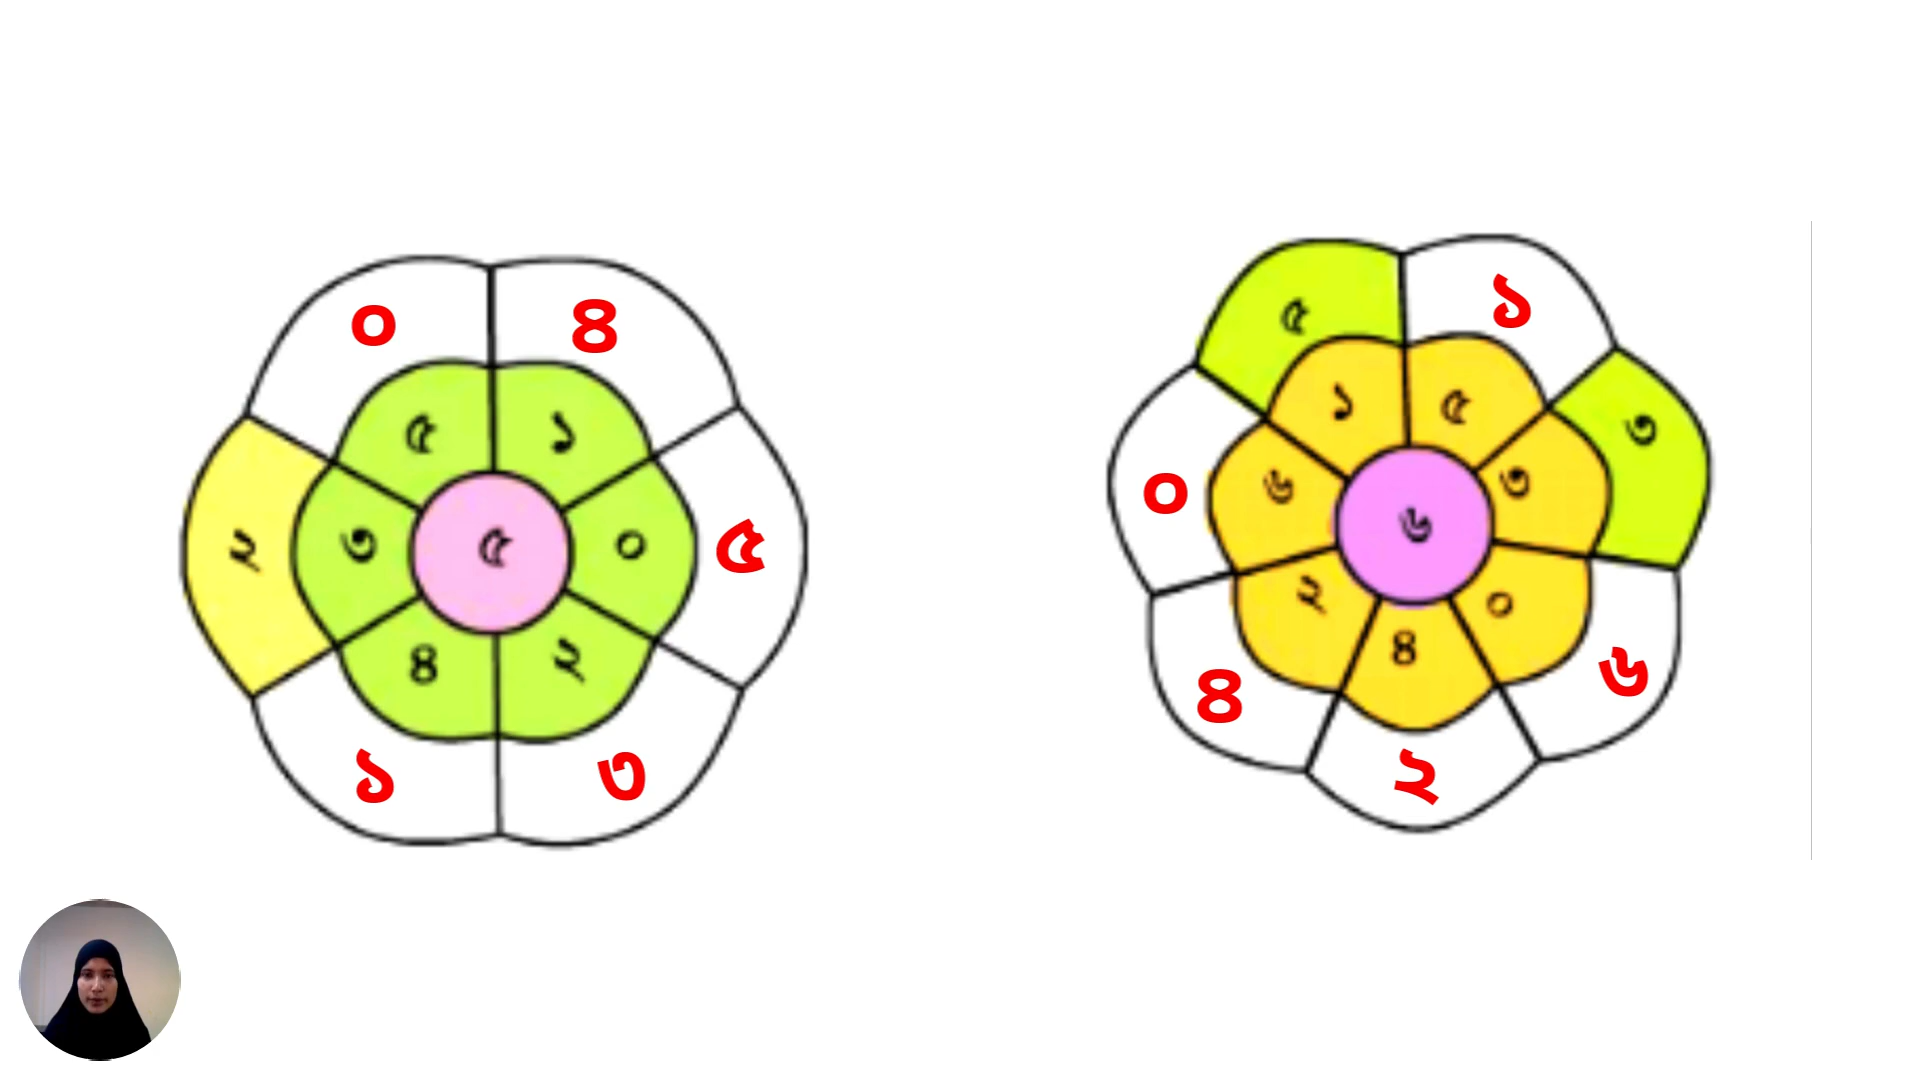 ০ ৪
৫ ১
২ ৩ ৫ ০ ৫
৪ ২
১ ৩
৫ ১
১ ৫ ৩
০ ৬ ৬ ৩
২ ৪ ০
৪ ২ ৬